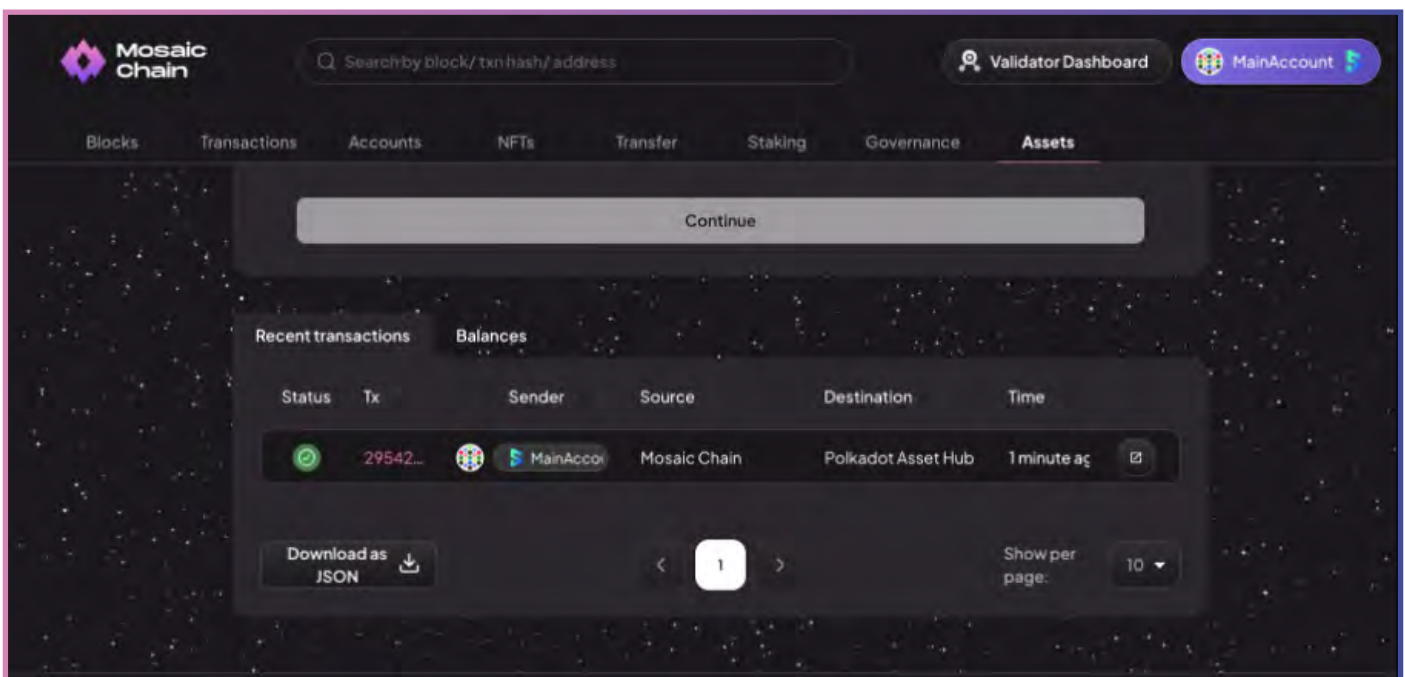 Mosaic
Chain
Search by block/ txn hash/ address
Validator Dashboard
MainAccount
Blocks Transactions Accounts NFTs Transfer Staking Governance Assets
Continue
Recent transactions Balances
Status Tx Sender Source Destination Time
29542... MainAccou Mosaic Chain Polkadot Asset Hub 1 minute ag
Download as
JSON
1
Show per
page:
10